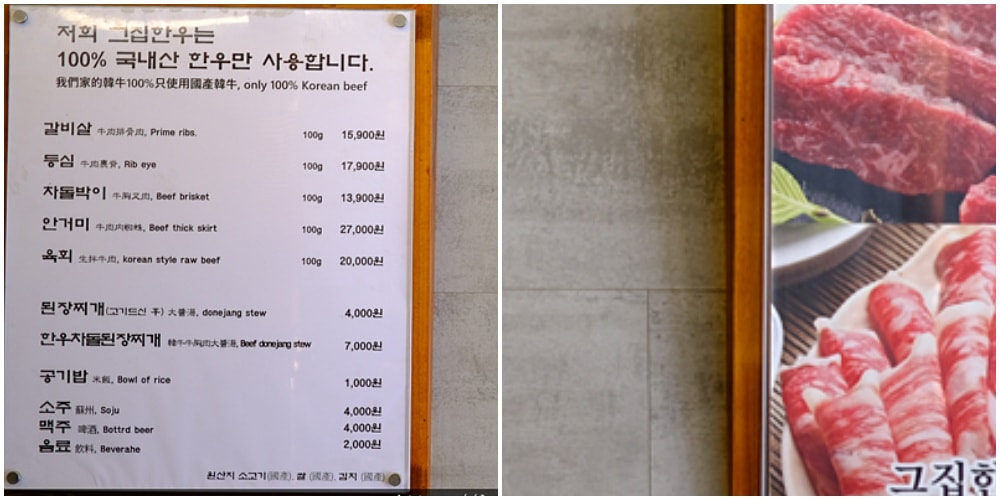 저희 그집한우는
100% 국내산 한우만 사용합니다.
我們家的韓牛100%只使用國產韓牛, only 100% Korean beef
갈비살 牛肉排骨肉, Prime ribs. 100g 15,900원
등심 牛肉裏脊, Rib eye 100g 17,900원
차돌박이 牛胸叉肉, Beef brisket 100g 13,900원
안거미 牛肉肉蜘蛛, Beef thick skirt 100g 27,000원
육회 生拌牛肉, korean style raw beef 100g 20,000원
된장찌개(고기드신 후) 大醬湯, donejang stew 4,000원
한우차돌된장찌개 韓牛牛胸肉大醬湯, Beef donejang stew 7,000원
공기밥 米飯, Bowl of rice 1,000원
소주 蘇州, Soju 4,000원
맥주 啤酒, Bottrd beer 4,000원
음료 飲料, Beverahe 2,000원
원산지 소고기(國產), 쌀 (國產), 김치 (國產)
그집한